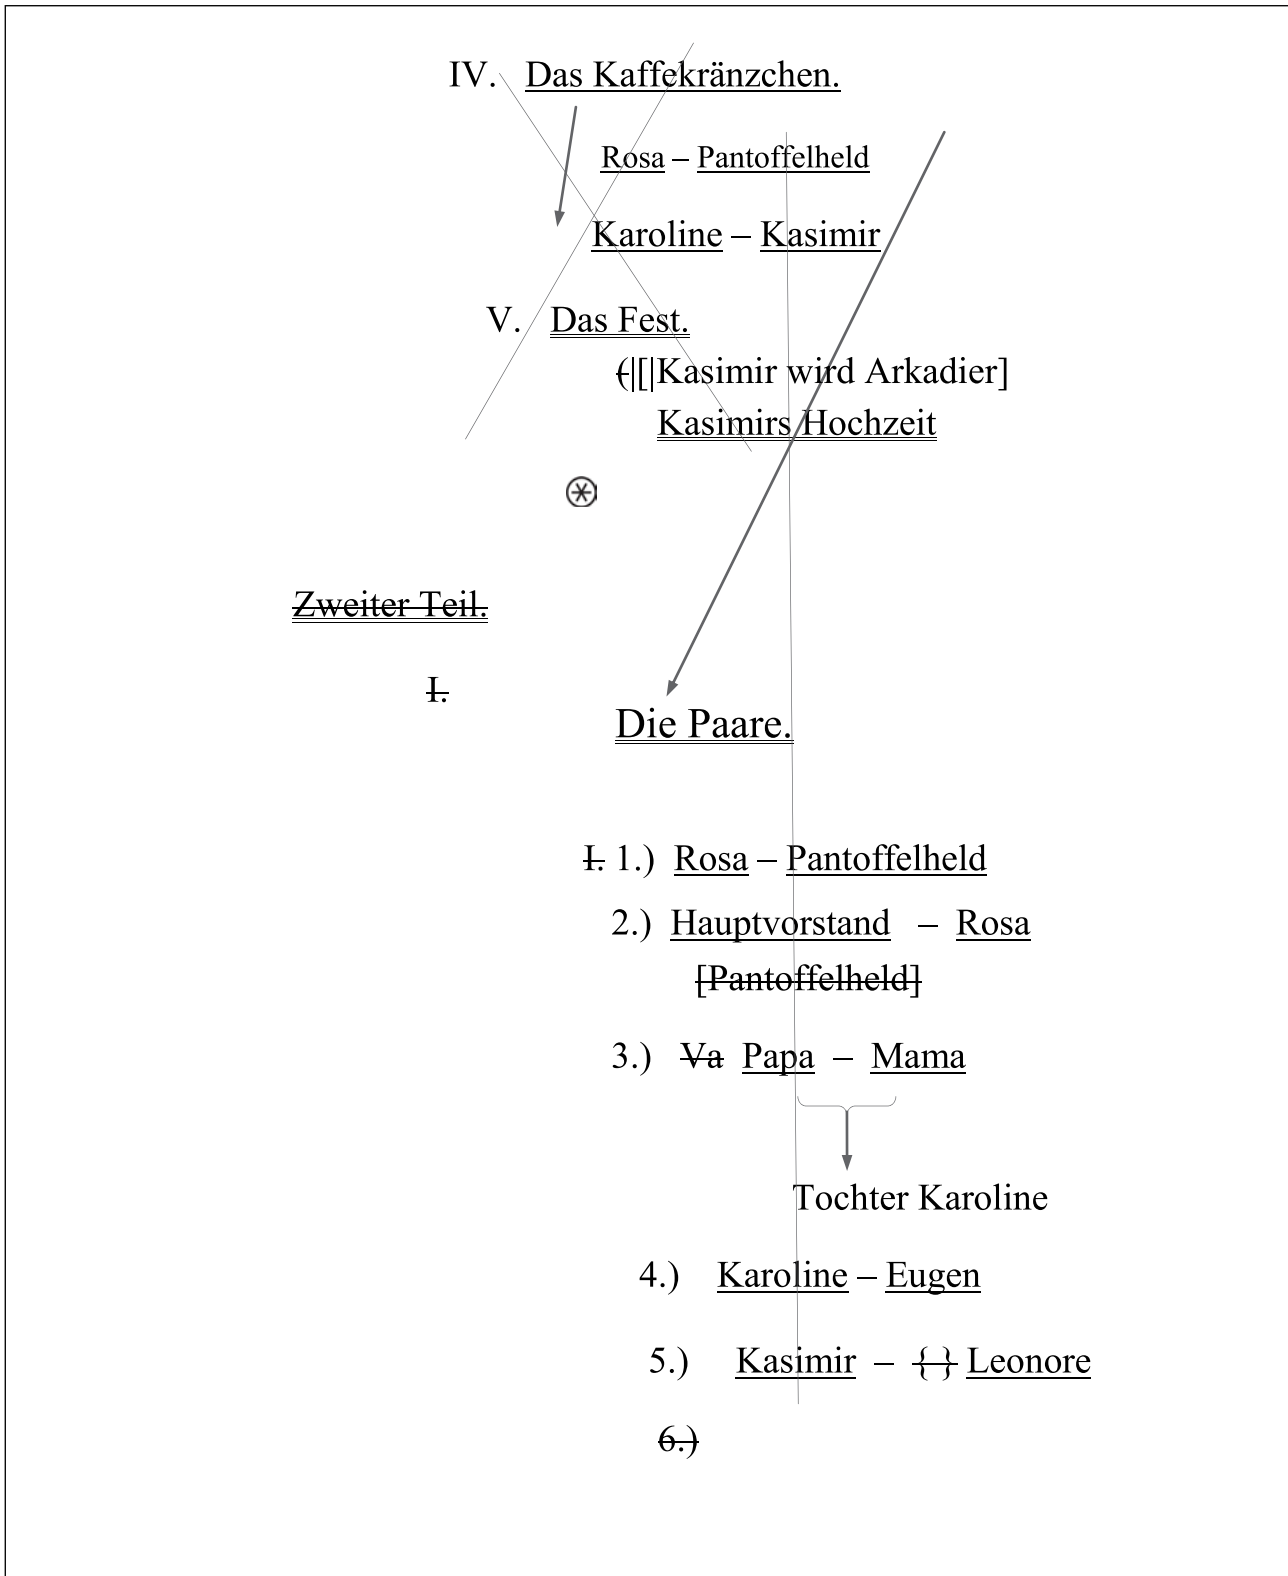 IV. Das Kaffekränzchen.
Rosa – Pantoffelheld
Karoline – Kasimir
V. Das Fest.
(|[|Kasimir wird Arkadier]
Kasimirs Hochzeit
Zweiter Teil.
I.
Die Paare.
I. 1.) Rosa – Pantoffelheld
2.) Hauptvorstand – Rosa
[Pantoffelheld]
3.) Va Papa – Mama
Tochter Karoline
4.) Karoline – Eugen
5.) Kasimir – { } Leonore
6.)